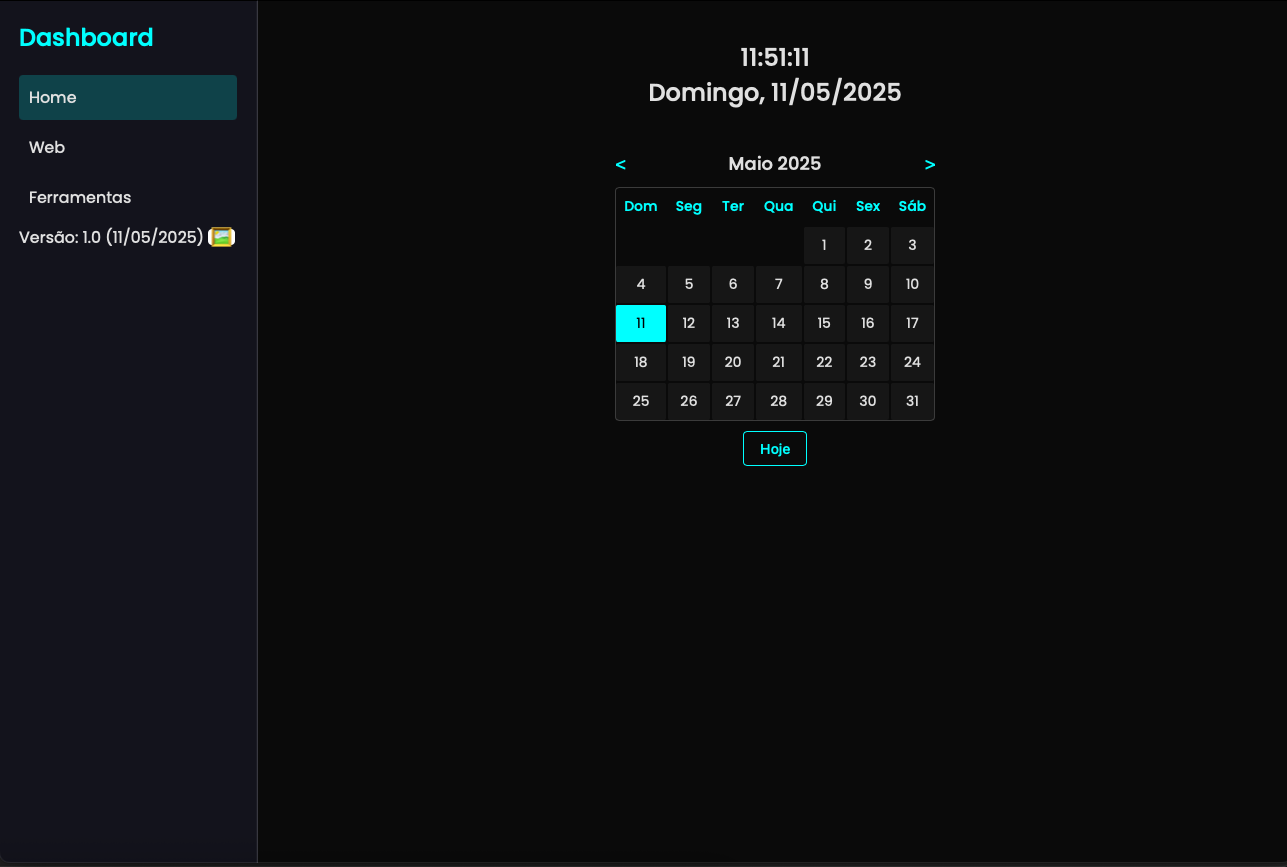 Dashboard
Home
Web
Ferramentas
Versão: 1.0 (11/05/2025)
11:51:11
Domingo, 11/05/2025
< Maio 2025 >
Dom Seg Ter Qua Qui Sex Sáb
1 2 3
4 5 6 7 8 9 10
11 12 13 14 15 16 17
18 19 20 21 22 23 24
25 26 27 28 29 30 31
Hoje